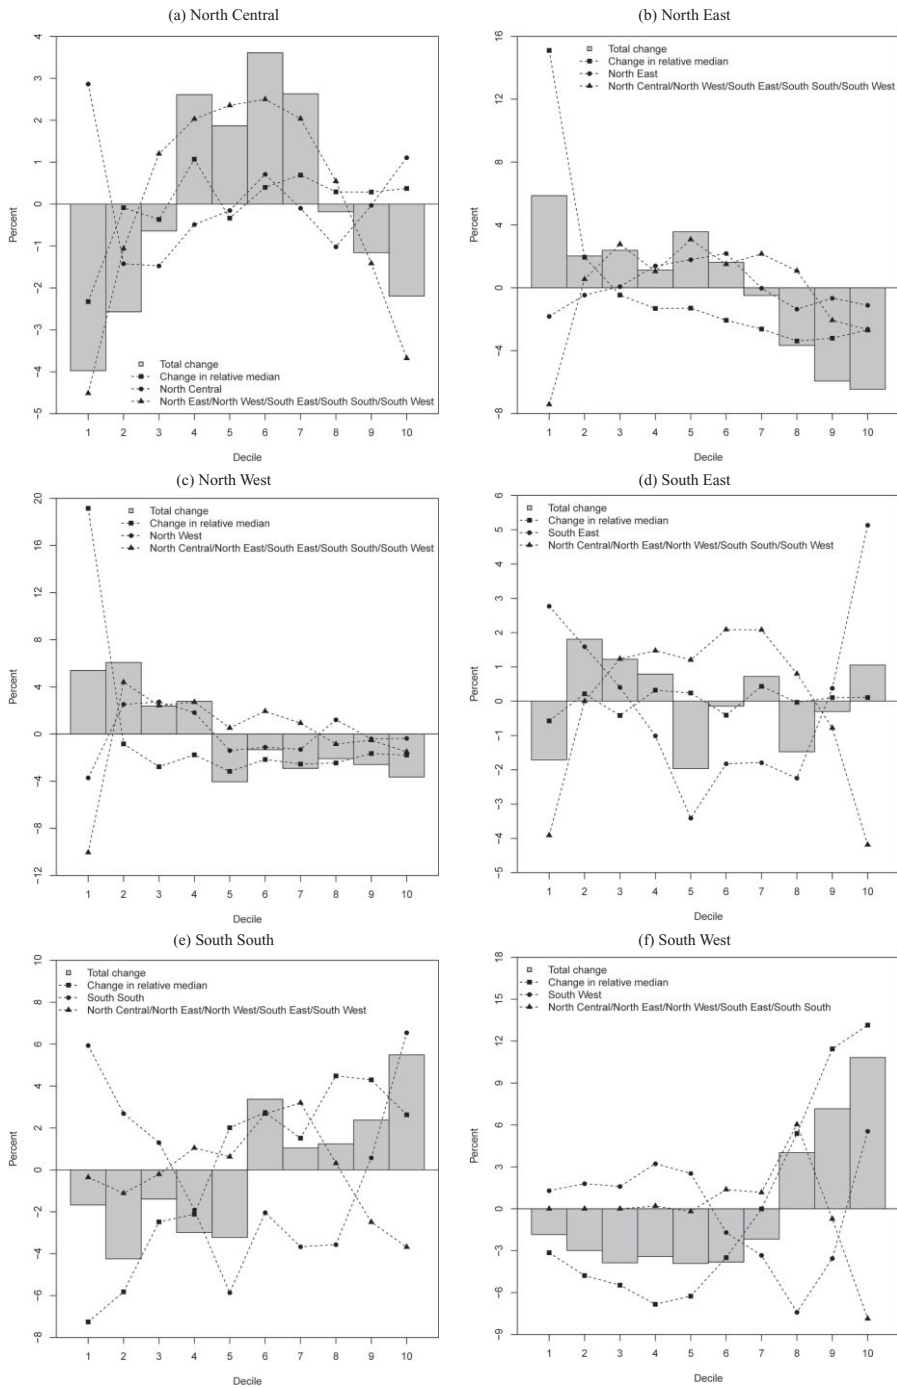 (a) North Central
4
3
2
1
0
−1
−2
−3
−4
−5
Percent
Total change
Change in relative median
North Central
North East/North West/South East/South South/South West
1 2 3 4 5 6 7 8 9 10
Decile
(b) North East
16
12
8
4
0
−4
−8
Percent
Total change
Change in relative median
North East
North Central/North West/South East/South South/South West
1 2 3 4 5 6 7 8 9 10
Decile
(c) North West
20
16
12
8
4
0
−4
−8
−12
Percent
Total change
Change in relative median
North West
North Central/North East/South East/South South/South West
1 2 3 4 5 6 7 8 9 10
Decile
(d) South East
6
5
4
3
2
1
0
−1
−2
−3
−4
−5
Percent
Total change
Change in relative median
South East
North Central/North East/North West/South South/South West
1 2 3 4 5 6 7 8 9 10
Decile
(e) South South
10
8
6
4
2
0
−2
−4
−6
−8
Percent
Total change
Change in relative median
South South
North Central/North East/North West/South East/South West
1 2 3 4 5 6 7 8 9 10
Decile
(f) South West
18
15
12
9
6
3
0
−3
−6
−9
Percent
Total change
Change in relative median
South West
North Central/North East/North West/South East/South South
1 2 3 4 5 6 7 8 9 10
Decile